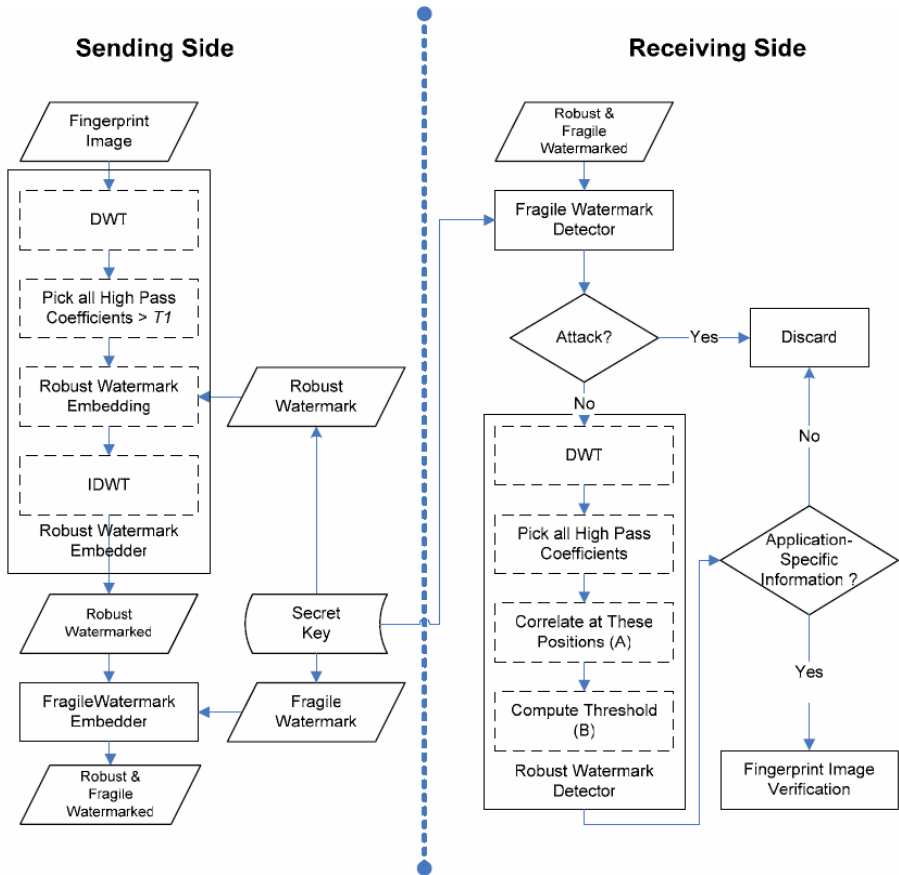 Sending Side
Fingerprint
Image
DWT
Pick all High Pass
Coefficients > T1
Robust Watermark
Embedding
IDWT
Robust Watermark
Embedder
Robust
Watermark
Robust
Watermarked
Secret
Key
FragileWatermark
Embedder
Fragile
Watermark
Robust &
Fragile
Watermarked
Receiving Side
Robust &
Fragile
Watermarked
Fragile Watermark
Detector
Attack?
Yes
Discard
No
DWT
Pick all High Pass
Coefficients
Correlate at These
Positions (A)
Compute Threshold
(B)
Robust Watermark
Detector
No
Application-
Specific
Information ?
Yes
Fingerprint Image
Verification